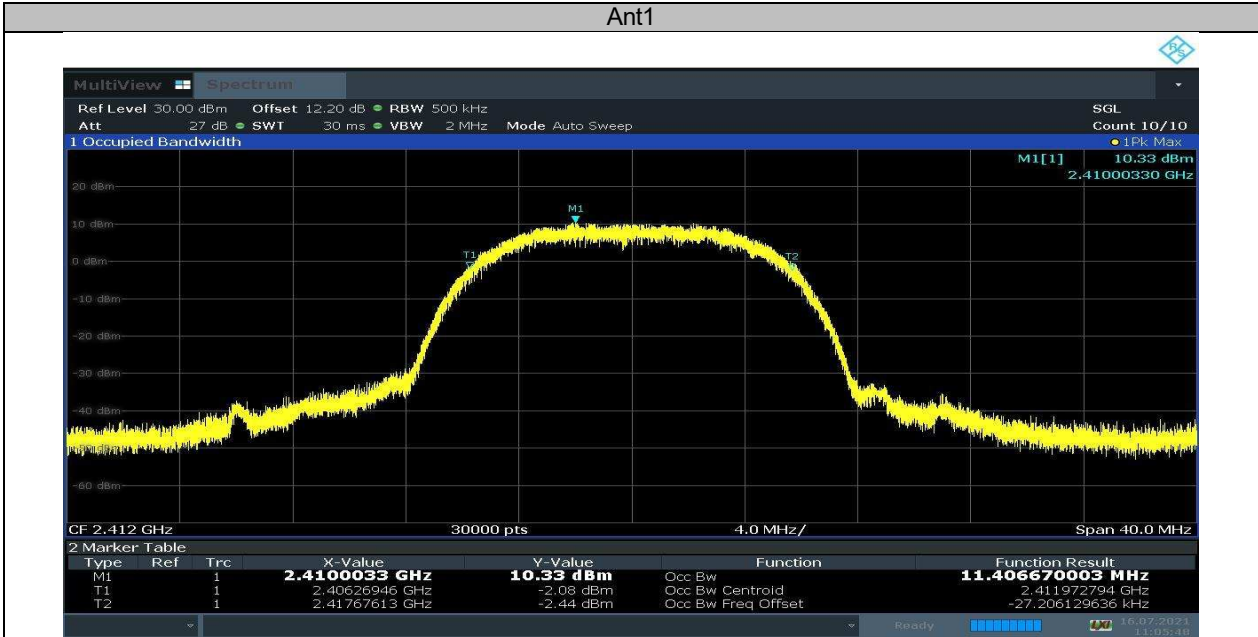 Ant1
R&S
MultiView Spectrum
Ref Level 30.00 dBm Offset 12.20 dB RBW 500 kHz SGL
Att 27 dB SWT 30 ms VBW 2 MHz Mode Auto Sweep Count 10/10
1 Occupied Bandwidth 1Pk Max
M1[1] 10.33 dBm
2.41000330 GHz
20 dBm
M1
10 dBm
T1 T2
0 dBm
-10 dBm
-20 dBm
-30 dBm
-40 dBm
-60 dBm
CF 2.412 GHz 30000 pts 4.0 MHz/ Span 40.0 MHz
2 Marker Table
Type Ref Trc X-Value Y-Value Function Function Result
M1 1 2.4100033 GHz 10.33 dBm Occ Bw 11.406670003 MHz
T1 1 2.40626946 GHz -2.08 dBm Occ Bw Centroid 2.411972794 GHz
T2 1 2.41767613 GHz -2.44 dBm Occ Bw Freq Offset -27.206129636 kHz
Ready 16.07.2021
11:05:40